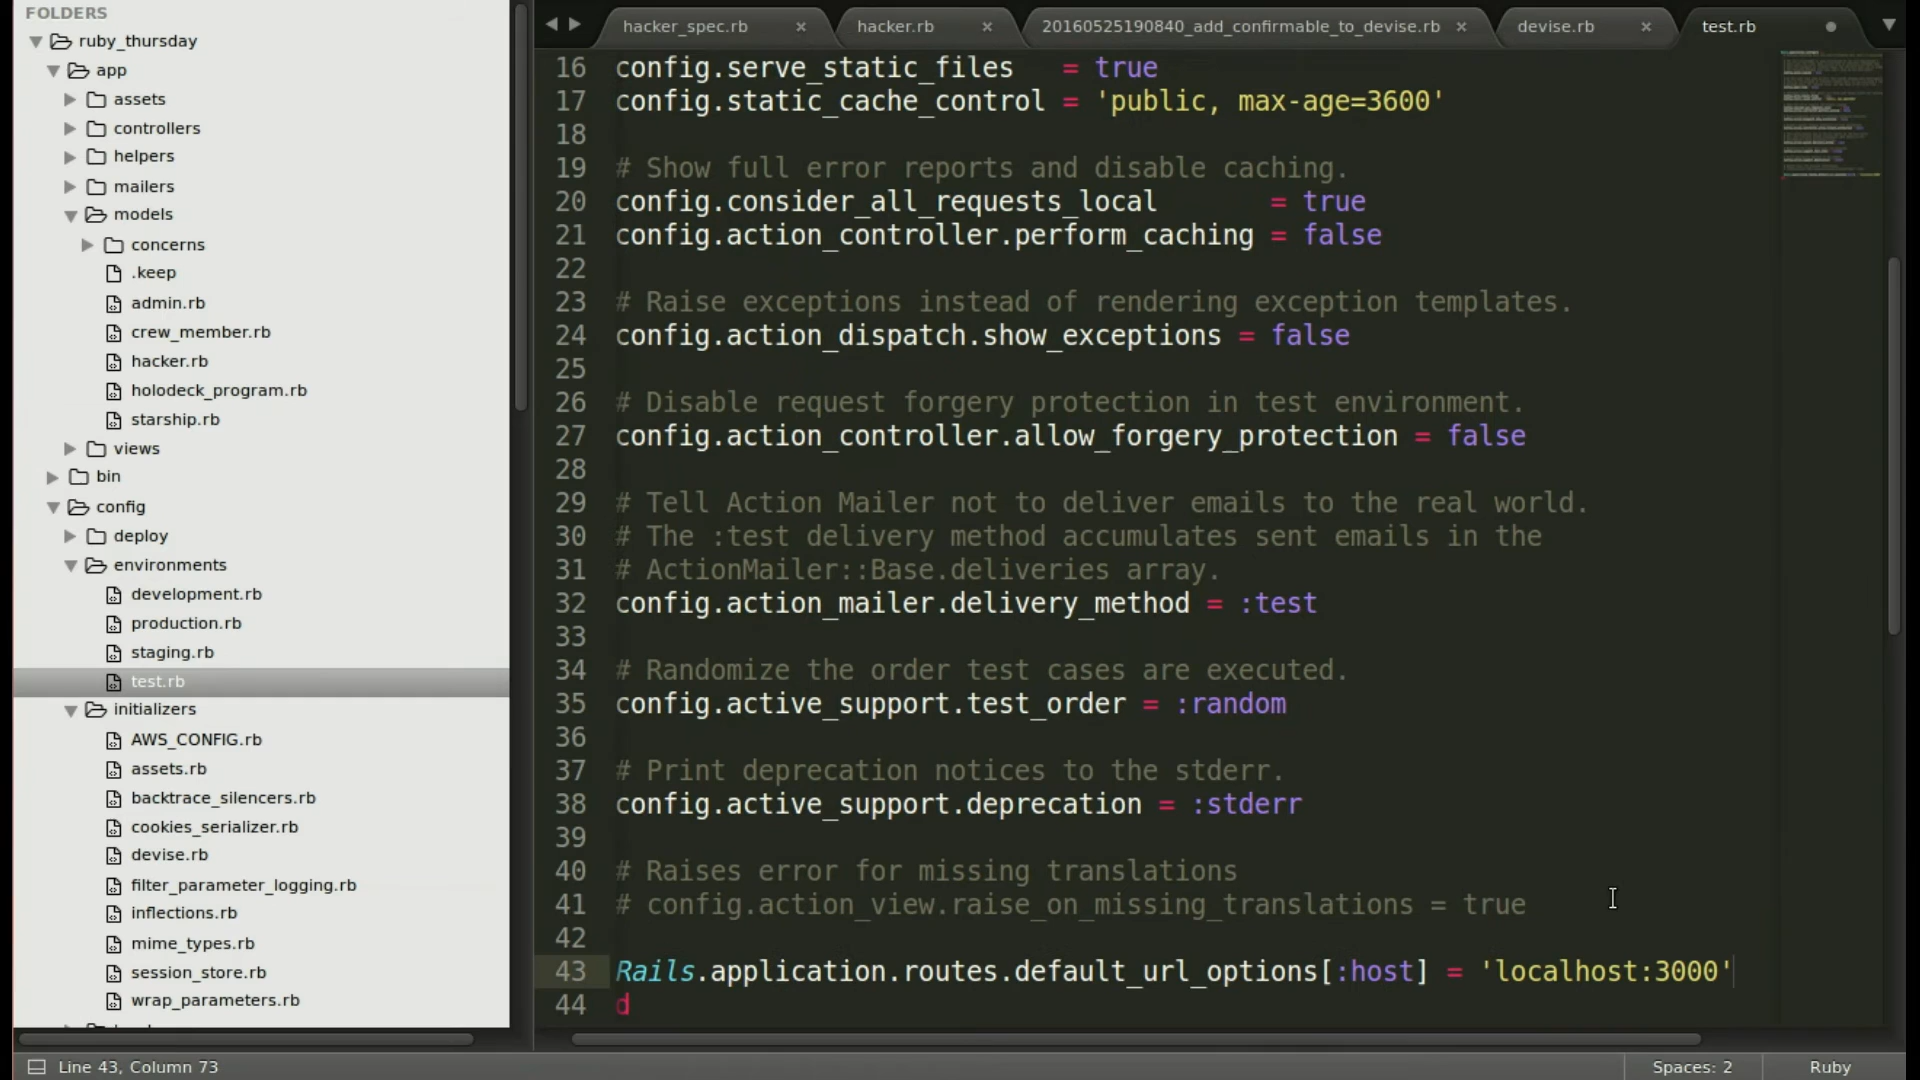 FOLDERS
ruby_thursday
app
assets
controllers
helpers
mailers
models
concerns
.keep
admin.rb
crew_member.rb
hacker.rb
holodeck_program.rb
starship.rb
views
bin
config
deploy
environments
development.rb
production.rb
staging.rb
test.rb
initializers
AWS_CONFIG.rb
assets.rb
backtrace_silencers.rb
cookies_serializer.rb
devise.rb
filter_parameter_logging.rb
inflections.rb
mime_types.rb
session_store.rb
wrap_parameters.rb
hacker_spec.rb × hacker.rb × 20160525190840_add_confirmable_to_devise.rb × devise.rb × test.rb
16 config.serve_static_files   = true
17 config.static_cache_control = 'public, max-age=3600'
18
19 # Show full error reports and disable caching.
20 config.consider_all_requests_local       = true
21 config.action_controller.perform_caching = false
22
23 # Raise exceptions instead of rendering exception templates.
24 config.action_dispatch.show_exceptions = false
25
26 # Disable request forgery protection in test environment.
27 config.action_controller.allow_forgery_protection = false
28
29 # Tell Action Mailer not to deliver emails to the real world.
30 # The :test delivery method accumulates sent emails in the
31 # ActionMailer::Base.deliveries array.
32 config.action_mailer.delivery_method = :test
33
34 # Randomize the order test cases are executed.
35 config.active_support.test_order = :random
36
37 # Print deprecation notices to the stderr.
38 config.active_support.deprecation = :stderr
39
40 # Raises error for missing translations
41 # config.action_view.raise_on_missing_translations = true
42
43 Rails.application.routes.default_url_options[:host] = 'localhost:3000'
44 d
Line 43, Column 73 Spaces: 2 Ruby